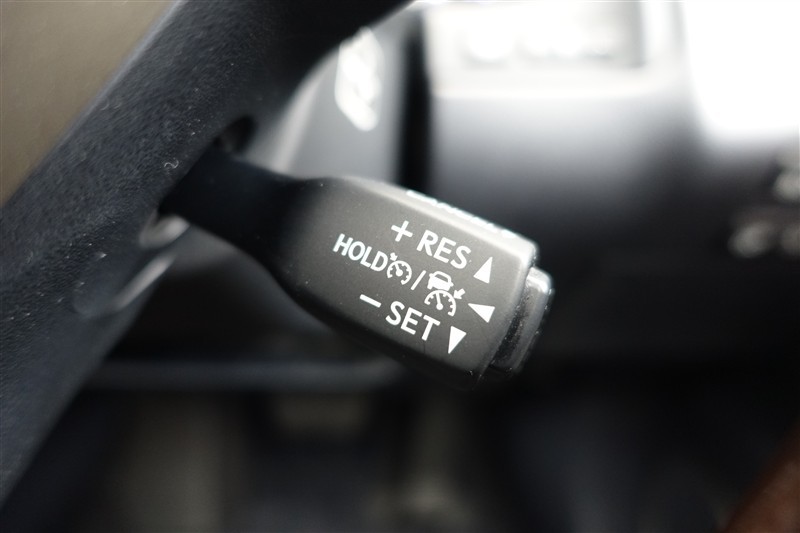 + RES ▲
HOLD /
− SET ▼